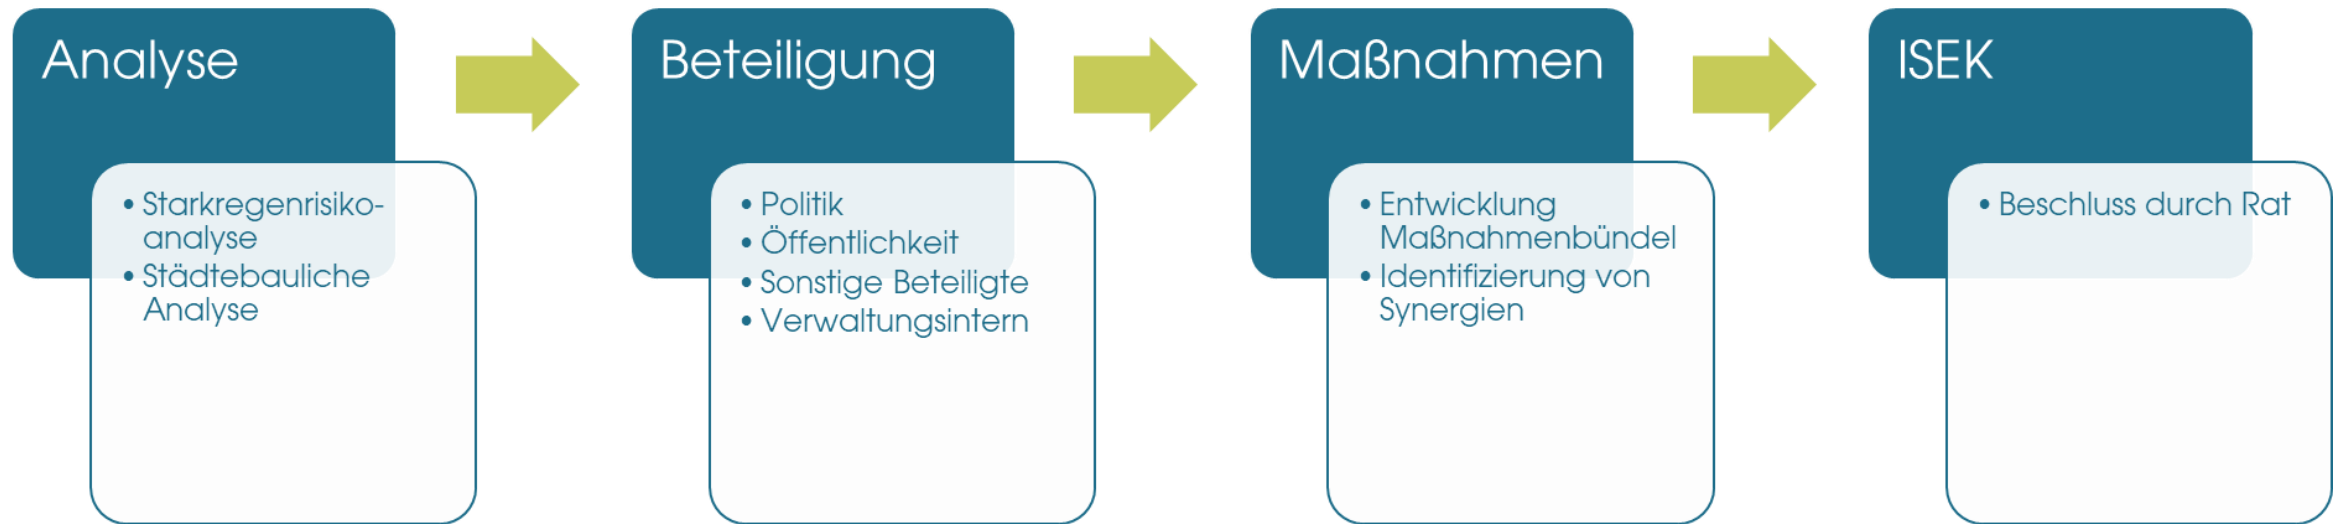 Analyse
• Starkregenrisiko-
analyse
• Städtebauliche
Analyse
Beteiligung
• Politik
• Öffentlichkeit
• Sonstige Beteiligte
• Verwaltungsintern
Maßnahmen
• Entwicklung
Maßnahmenbündel
• Identifizierung von
Synergien
ISEK
• Beschluss durch Rat